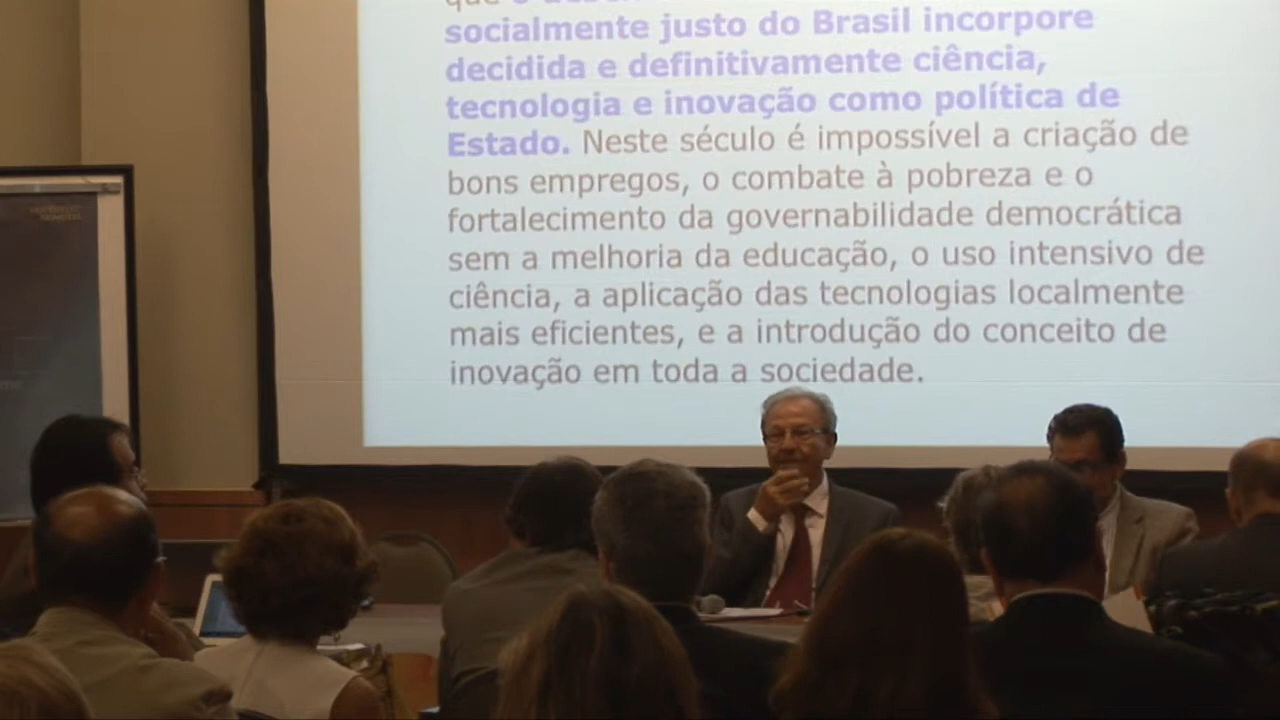 que o
socialmente justo do Brasil incorpore
decidida e definitivamente ciência,
tecnologia e inovação como política de
Estado. Neste século é impossível a criação de
bons empregos, o combate à pobreza e o
fortalecimento da governabilidade democrática
sem a melhoria da educação, o uso intensivo de
ciência, a aplicação das tecnologias localmente
mais eficientes, e a introdução do conceito de
inovação em toda a sociedade.